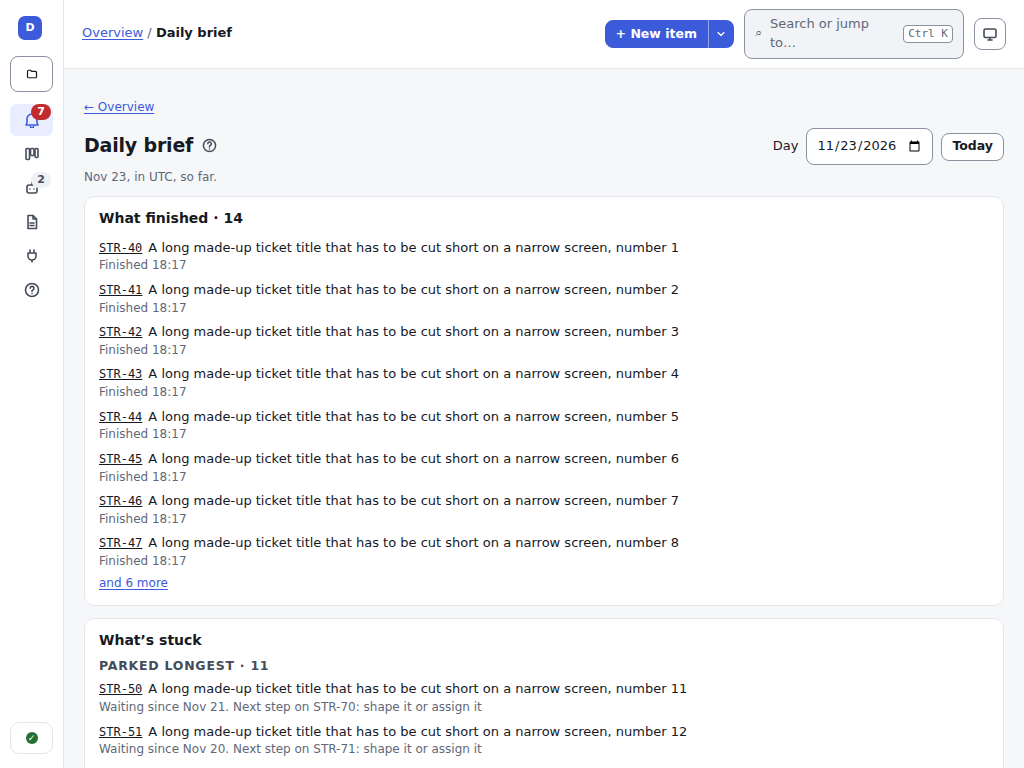 D
Overview / Daily brief
+ New item
Search or jump
to…
Ctrl K
7
2
← Overview
Daily brief
Day 11/23/2026 Today
Nov 23, in UTC, so far.
What finished · 14
STR-40 A long made-up ticket title that has to be cut short on a narrow screen, number 1
Finished 18:17
STR-41 A long made-up ticket title that has to be cut short on a narrow screen, number 2
Finished 18:17
STR-42 A long made-up ticket title that has to be cut short on a narrow screen, number 3
Finished 18:17
STR-43 A long made-up ticket title that has to be cut short on a narrow screen, number 4
Finished 18:17
STR-44 A long made-up ticket title that has to be cut short on a narrow screen, number 5
Finished 18:17
STR-45 A long made-up ticket title that has to be cut short on a narrow screen, number 6
Finished 18:17
STR-46 A long made-up ticket title that has to be cut short on a narrow screen, number 7
Finished 18:17
STR-47 A long made-up ticket title that has to be cut short on a narrow screen, number 8
Finished 18:17
and 6 more
What’s stuck
PARKED LONGEST · 11
STR-50 A long made-up ticket title that has to be cut short on a narrow screen, number 11
Waiting since Nov 21. Next step on STR-70: shape it or assign it
STR-51 A long made-up ticket title that has to be cut short on a narrow screen, number 12
Waiting since Nov 20. Next step on STR-71: shape it or assign it